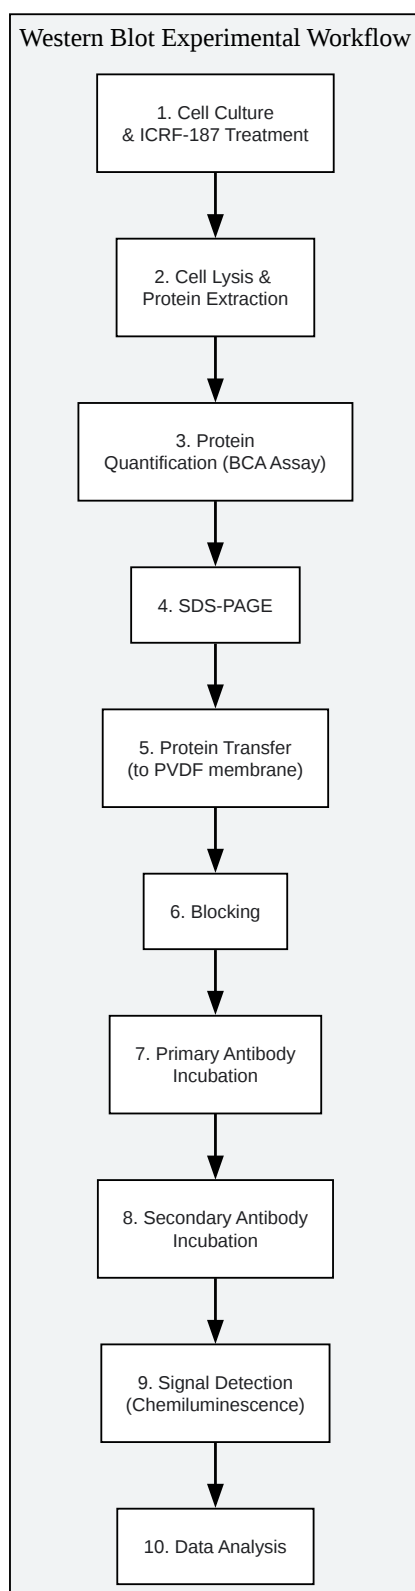 Western Blot Experimental Workflow
1. Cell Culture
& ICRF-187 Treatment
2. Cell Lysis &
Protein Extraction
3. Protein
Quantification (BCA Assay)
4. SDS-PAGE
5. Protein Transfer
(to PVDF membrane)
6. Blocking
7. Primary Antibody
Incubation
8. Secondary Antibody
Incubation
9. Signal Detection
(Chemiluminescence)
10. Data Analysis